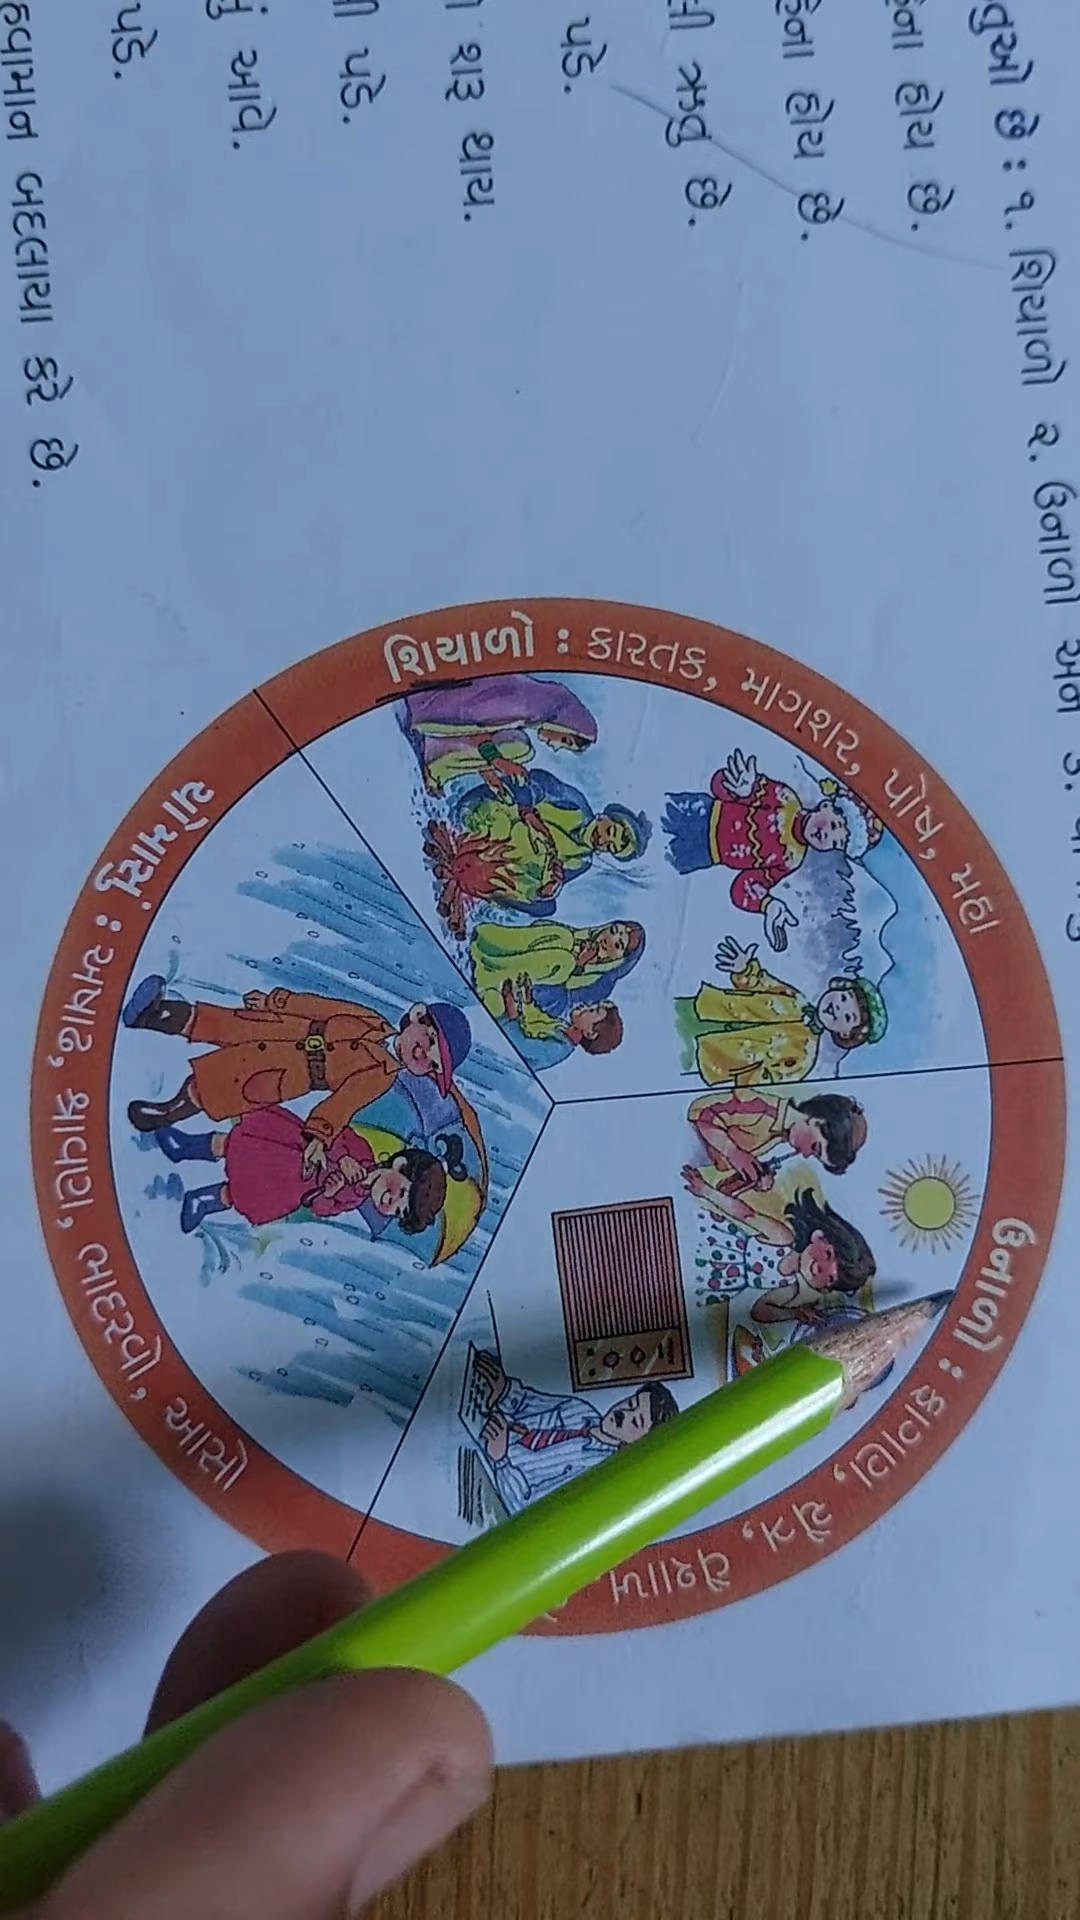 ઋતુઓ છે : ૧. શિયાળો ૨. ઉનાળો અને ૩.
હોય છે.
હોય છે.
ઋતુ છે.
પડે.
શરૂ થાય.
પડે.
આવે.
પડે.
હવામાન બદલાયા કરે છે.
શિયાળો : કારતક, માગશર, પોષ, મહા
ઉનાળો : ફાગણ, ચૈત્ર, વૈશાખ,
ચોમાસું : અષાઢ, શ્રાવણ, ભાદરવો, આસો